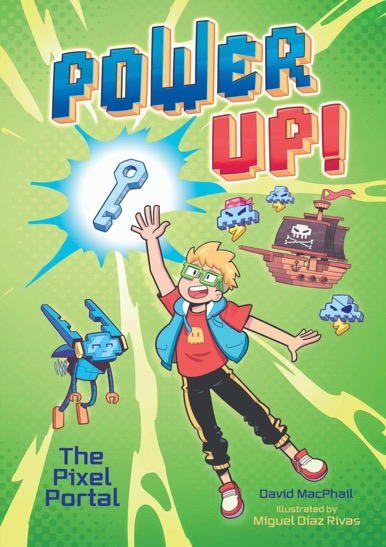 POWER
UP!
The
Pixel
Portal
David MacPhail
Illustrated by
Miguel Díaz Rivas